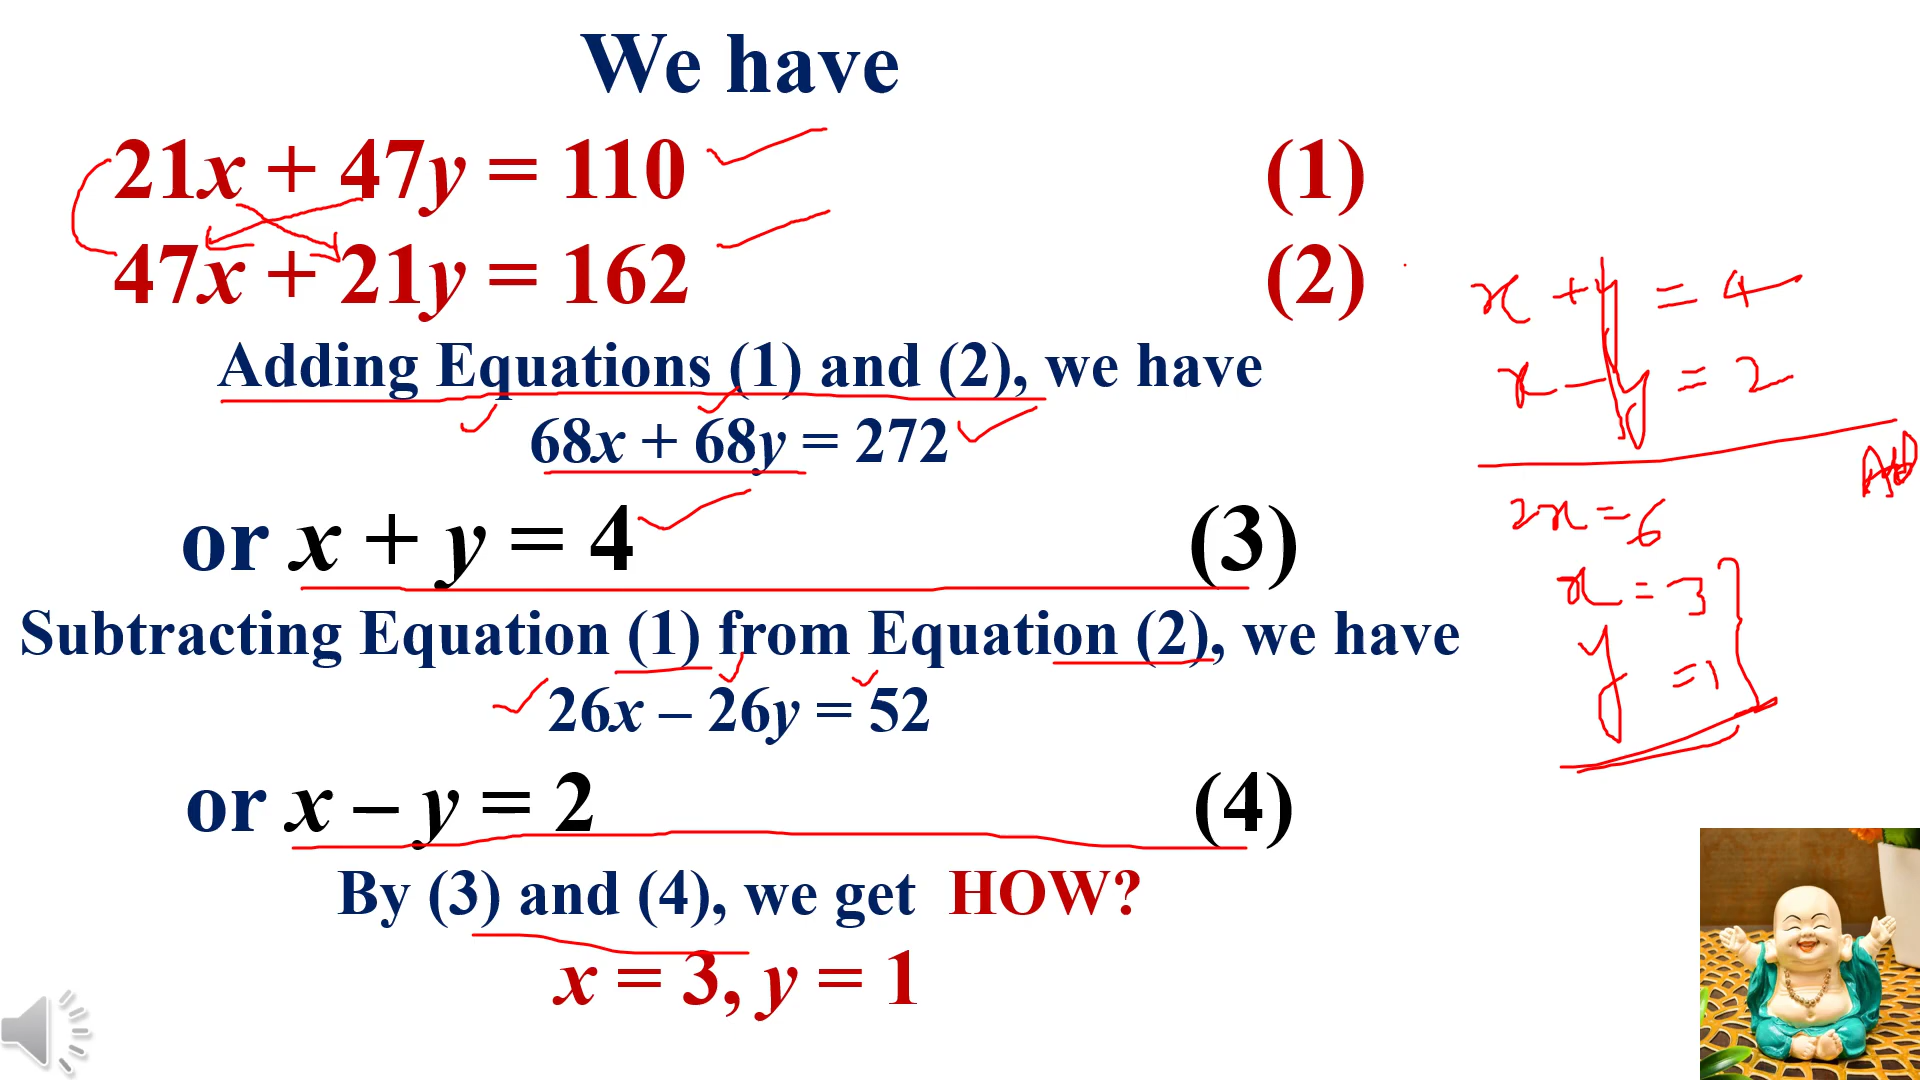 We have
21x + 47y = 110 (1)
47x + 21y = 162 (2)
Adding Equations (1) and (2), we have
68x + 68y = 272
or x + y = 4 (3)
Subtracting Equation (1) from Equation (2), we have
26x – 26y = 52
or x – y = 2 (4)
By (3) and (4), we get HOW?
x = 3, y = 1
x + y = 4
x – y = 2
ADD
2x = 6
x = 3
y = 1